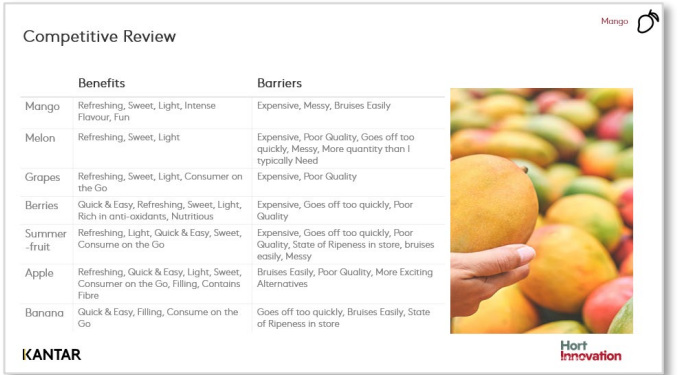 Mango
Competitive Review
Benefits Barriers
Mango Refreshing, Sweet, Light, Intense Expensive, Messy, Bruises Easily
Flavour, Fun
Melon Refreshing, Sweet, Light Expensive, Poor Quality, Goes off too
quickly, Messy, More quantity than I
typically Need
Grapes Refreshing, Sweet, Light, Consumer on Expensive, Poor Quality
the Go
Berries Quick & Easy, Refreshing, Sweet, Light, Expensive, Goes off too quickly, Poor
Rich in anti-oxidants, Nutritious Quality
Summer Refreshing, Light, Quick & Easy, Sweet, Expensive, Goes off too quickly, Poor
-fruit Consume on the Go Quality, State of Ripeness in store, bruises
easily, Messy
Apple Refreshing, Quick & Easy, Light, Sweet, Bruises Easily, Poor Quality, More Exciting
Consumer on the Go, Filling, Contains Alternatives
Fibre
Banana Quick & Easy, Filling, Consume on the Goes off too quickly, Bruises Easily, State
Go of Ripeness in store
KANTAR
Hort
Innovation